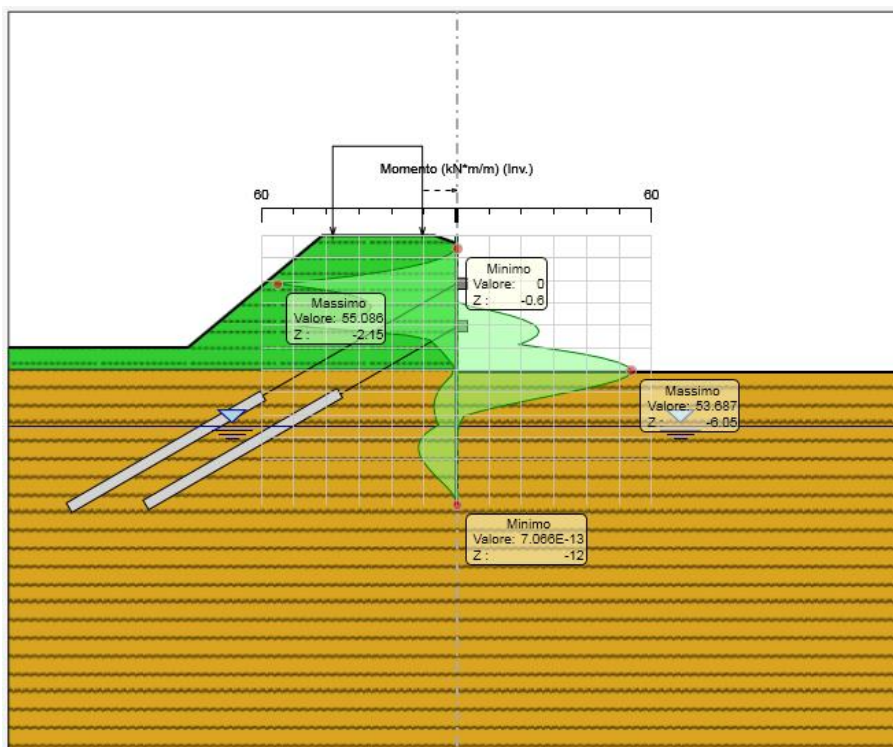 Momento (kN*m/m) (Inv.)
60
60
Minimo
Valore: 0
Z : -0.6
Massimo
Valore: 55.086
Z : -2.15
Massimo
Valore: 53.687
Z : -6.05
Minimo
Valore: 7.066E-13
Z : -12